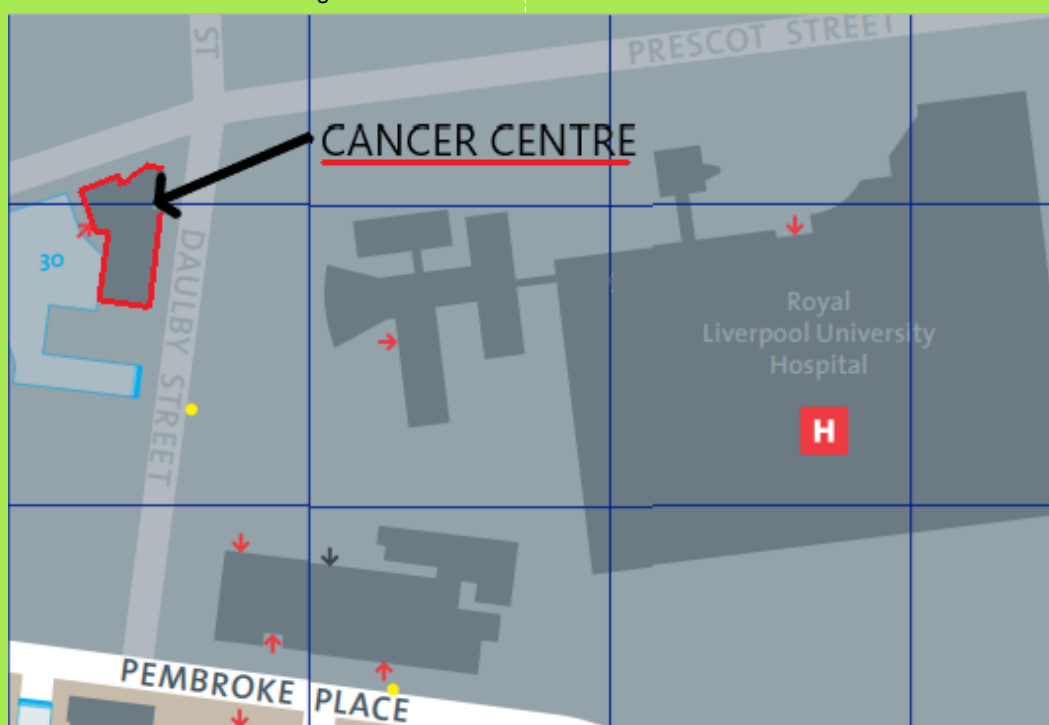 PRESCOT STREET
ST
CANCER CENTRE
30
DAULBY STREET
Royal
Liverpool University
Hospital
H
PEMBROKE PLACE